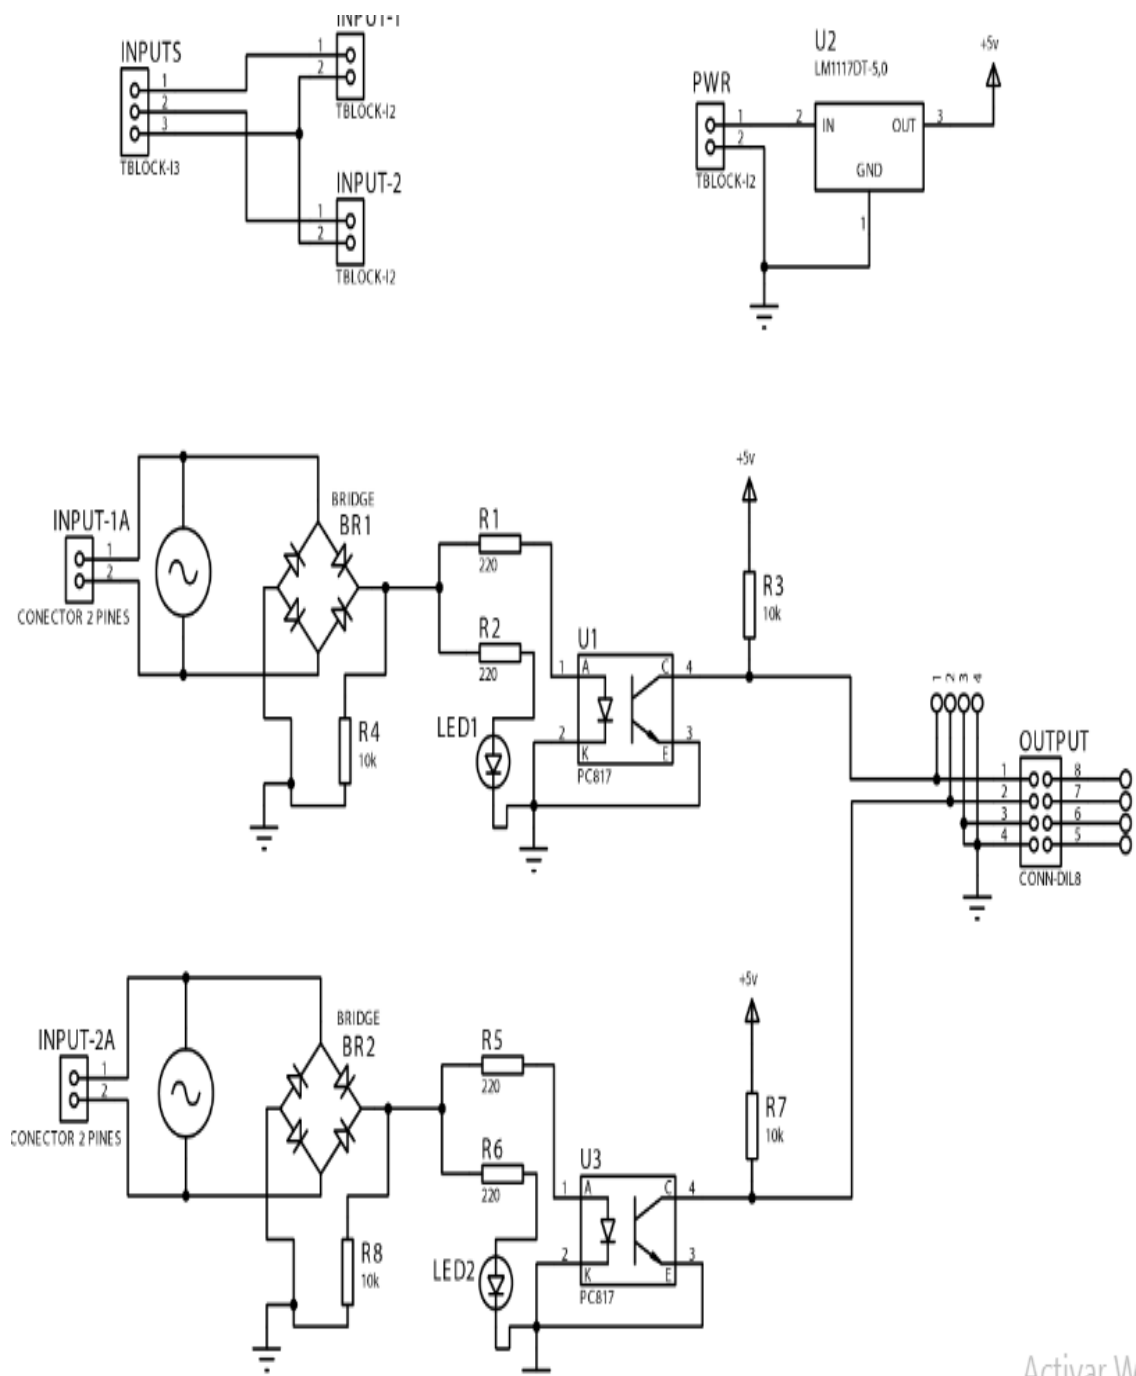 INPUT-1
INPUTS
1
2
3
TBLOCK-I3
1
2
TBLOCK-I2
INPUT-2
1
2
TBLOCK-I2
PWR
1
2
TBLOCK-I2
U2
LM1117DT-5,0
2
IN
OUT
3
GND
1
+5v
INPUT-1A
1
2
CONECTOR 2 PINES
BRIDGE
BR1
R1
220
R2
220
R4
10k
LED1
U1
1
A
C
4
2
K
E
3
PC817
+5v
R3
10k
1
2
3
4
OUTPUT
1
8
2
7
3
6
4
5
CONN-DIL8
INPUT-2A
1
2
CONECTOR 2 PINES
BRIDGE
BR2
R5
220
R6
220
R8
10k
LED2
U3
1
A
C
4
2
K
E
3
PC817
+5v
R7
10k
Activar W